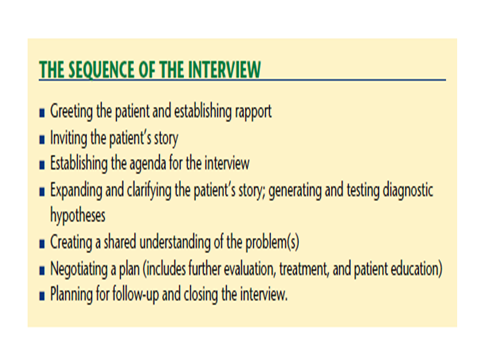 THE SEQUENCE OF THE INTERVIEW
■ Greeting the patient and establishing rapport
■ Inviting the patient's story
■ Establishing the agenda for the interview
■ Expanding and clarifying the patient's story; generating and testing diagnostic
hypotheses
■ Creating a shared understanding of the problem(s)
■ Negotiating a plan (includes further evaluation, treatment, and patient education)
■ Planning for follow-up and closing the interview.